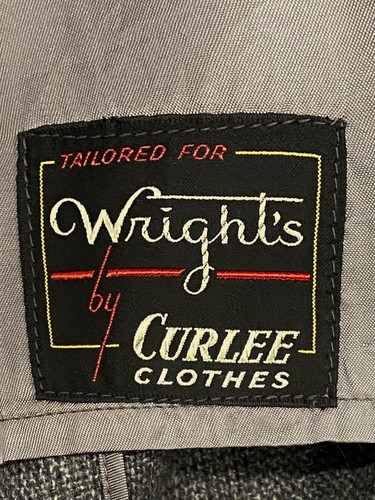 TAILORED FOR
Wright's
by
CURLEE
CLOTHES